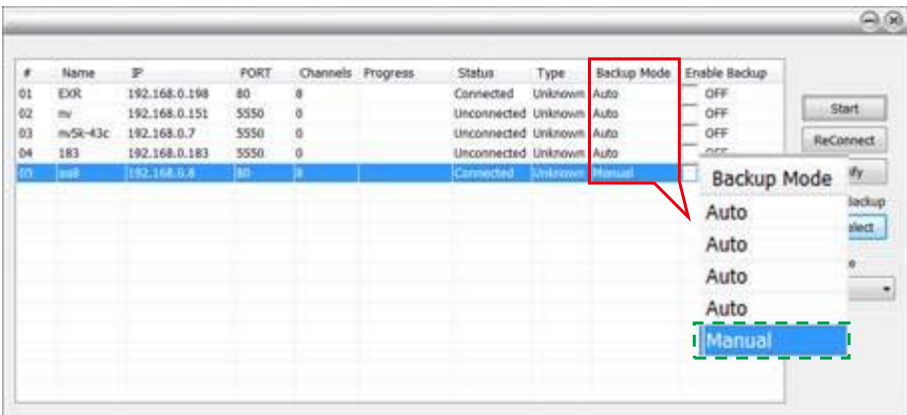 # Name IP PORT Channels Progress Status Type Backup Mode Enable Backup
01 EXR 192.168.0.198 80 8 Connected Unknown Auto OFF
02 nv 192.168.0.151 5550 0 Unconnected Unknown Auto OFF
03 nv5k-43c 192.168.0.7 5550 0 Unconnected Unknown Auto OFF
04 183 192.168.0.183 5550 0 Unconnected Unknown Auto OFF
05 192.168.0.8 80 8 Connected Unknown Manual
Start
ReConnect
ify
Backup
elect
Backup Mode
Auto
Auto
Auto
Auto
Manual